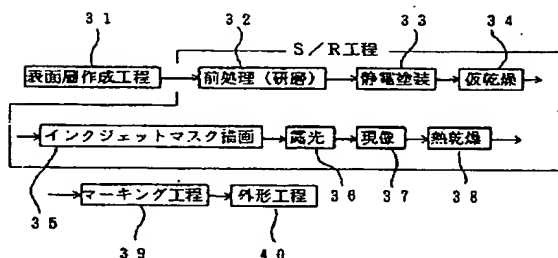 31 32 33 34
S/R工程
表面層作成工程 前処理(研磨) 静電塗装 仮乾燥
インクジェットマスク描画 露光 現像 熱乾燥
35 36 37 38
マーキング工程 外形工程
39 40